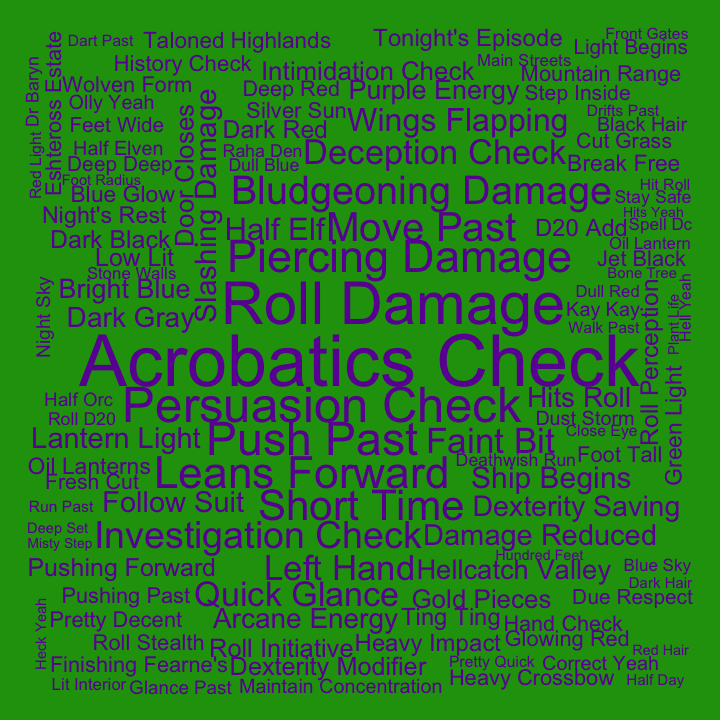 Dart Past
Taloned Highlands
Tonight's Episode
Front Gates
Light Begins
History Check
Main Streets
Intimidation Check
Mountain Range
Wolven Form
Deep Red
Purple Energy
Step Inside
Red Light
Dr Baryn
Eshteross Estate
Olly Yeah
Silver Sun
Wings Flapping
Drifts Past
Black Hair
Feet Wide
Door Closes
Slashing Damage
Dark Red
Cut Grass
Half Elven
Raha Den
Deception Check
Break Free
Deep Deep
Dull Blue
Foot Radius
Blue Glow
Bludgeoning Damage
Hit Roll
Stay Safe
Night's Rest
Half Elf
Move Past
D20 Add
Hits Yeah
Spell Dc
Dark Black
Oil Lantern
Low Lit
Piercing Damage
Jet Black
Stone Walls
Bone Tree
Night Sky
Bright Blue
Roll Damage
Dull Red
Roll Perception
Plant Life
Hell Yeah
Dark Gray
Kay Kay
Walk Past
Acrobatics Check
Green Light
Half Orc
Persuasion Check
Hits Roll
Roll D20
Dust Storm
Lantern Light
Push Past
Faint Bit
Close Eye
Oil Lanterns
Leans Forward
Deathwish Run
Foot Tall
Fresh Cut
Ship Begins
Run Past
Follow Suit
Short Time
Dexterity Saving
Deep Set
Investigation Check
Damage Reduced
Misty Step
Hundred Feet
Pushing Forward
Left Hand
Hellcatch Valley
Blue Sky
Dark Hair
Pushing Past
Quick Glance
Gold Pieces
Due Respect
Heck Yeah
Pretty Decent
Arcane Energy
Ting Ting
Hand Check
Roll Stealth
Roll Initiative
Heavy Impact
Glowing Red
Red Hair
Finishing Fearne's
Dexterity Modifier
Pretty Quick
Correct Yeah
Lit Interior
Glance Past
Maintain Concentration
Heavy Crossbow
Half Day